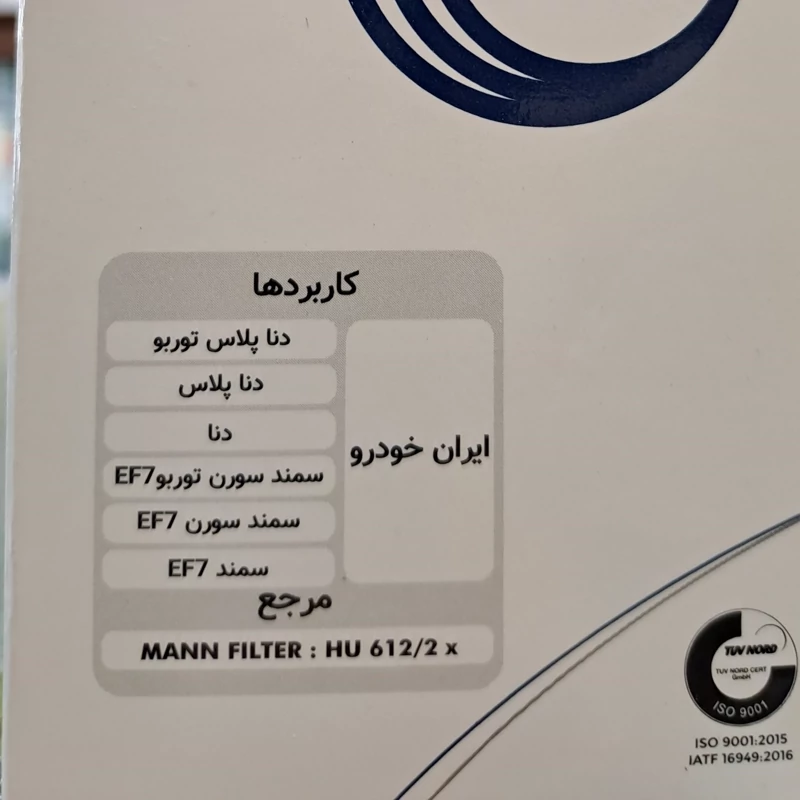 کاربردها
ایران خودرو
دنا پلاس توربو
دنا پلاس
دنا
سمند سورن توربوEF7
سمند سورن EF7
سمند EF7
مرجع
MANN FILTER : HU 612/2 x
TUV NORD
TUV NORD CERT
GmbH
ISO 9001
ISO 9001:2015
IATF 16949:2016